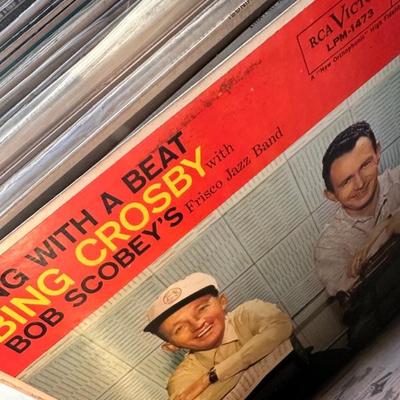 RCA VICTOR
LPM-1473
A "New Orthophonic" High Fidelity
NG WITH A BEAT
BING CROSBY with
BOB SCOBEY'S Frisco Jazz Band